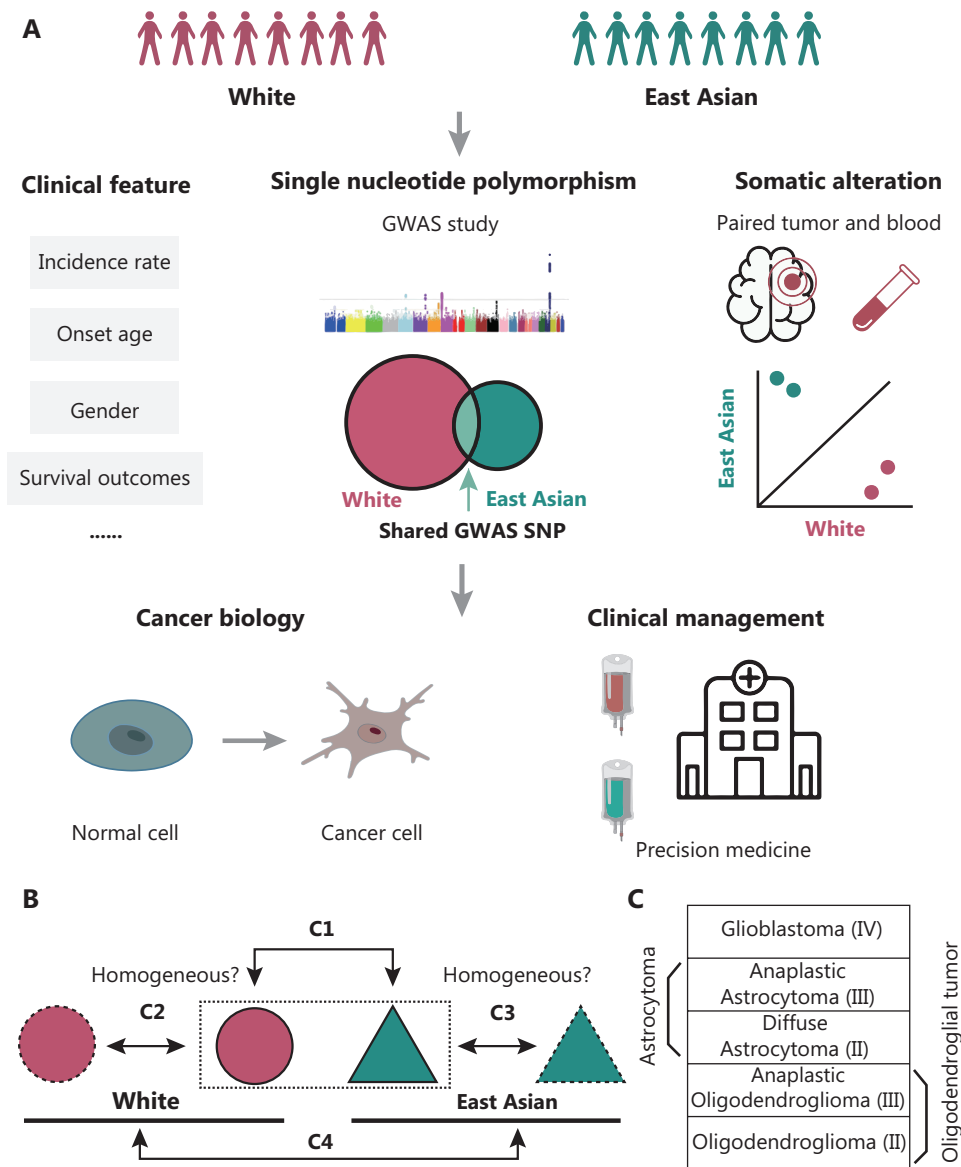 A
White
East Asian
Clinical feature
Incidence rate
Onset age
Gender
Survival outcomes
......
Single nucleotide polymorphism
GWAS study
White
East Asian
Shared GWAS SNP
Somatic alteration
Paired tumor and blood
East Asian
White
Cancer biology
Normal cell
Cancer cell
Clinical management
Precision medicine
B
C1
Homogeneous?
Homogeneous?
C2
C3
White
East Asian
C4
C
Astrocytoma
Glioblastoma (IV)
Anaplastic
Astrocytoma (III)
Diffuse
Astrocytoma (II)
Anaplastic
Oligodendroglioma (III)
Oligodendroglioma (II)
Oligodendroglial tumor